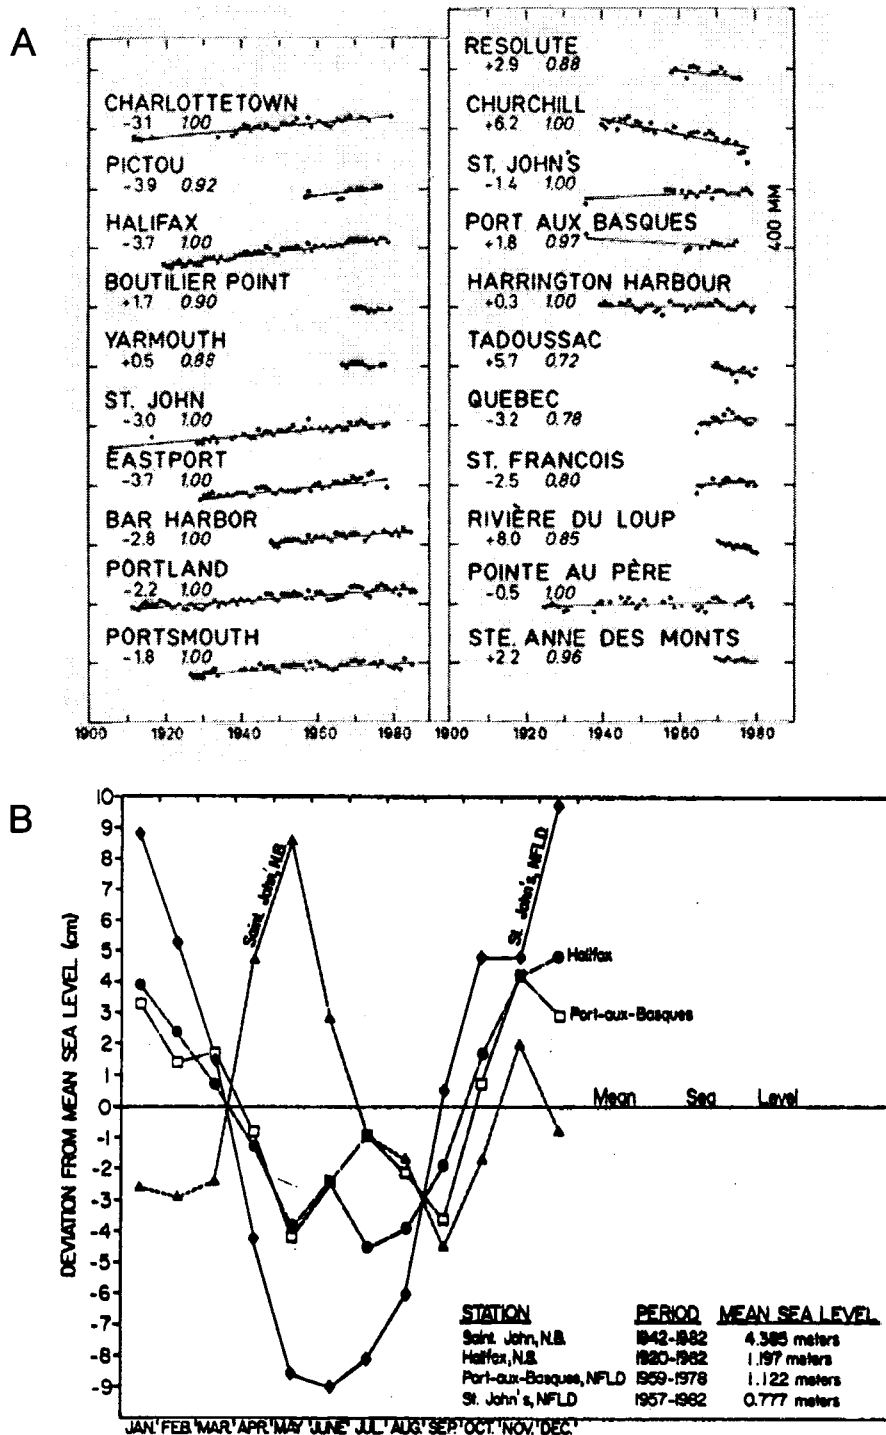 A
CHARLOTTETOWN
-3.1 1.00
PICTOU
-3.9 0.92
HALIFAX
-3.7 1.00
BOUTILIER POINT
+1.7 0.90
YARMOUTH
+0.5 0.88
ST. JOHN
-3.0 1.00
EASTPORT
-3.7 1.00
BAR HARBOR
-2.8 1.00
PORTLAND
-2.2 1.00
PORTSMOUTH
-1.8 1.00
1900 1920 1940 1960 1980
RESOLUTE
+2.9 0.88
CHURCHILL
+6.2 1.00
ST. JOHN'S
-1.4 1.00
PORT AUX BASQUES
+1.8 0.97
HARRINGTON HARBOUR
+0.3 1.00
TADOUSSAC
+5.7 0.72
QUEBEC
-3.2 0.78
ST. FRANCOIS
-2.5 0.80
RIVIÈRE DU LOUP
+8.0 0.85
POINTE AU PÈRE
-0.5 1.00
STE. ANNE DES MONTS
+2.2 0.96
400 MM
1900 1920 1940 1960 1980
B
DEVIATION FROM MEAN SEA LEVEL (cm)
10
9
8
7
6
5
4
3
2
1
0
-1
-2
-3
-4
-5
-6
-7
-8
-9
Saint John, N.B.
St. John's, NFLD.
Halifax
Port-aux-Basques
Mean Sea Level
STATION PERIOD MEAN SEA LEVEL
Saint John, N.B. 1942-1982 4.385 meters
Halifax, N.S. 1920-1982 1.197 meters
Port-aux-Basques, NFLD 1959-1978 1.122 meters
St. John's, NFLD 1957-1982 0.777 meters
JAN. FEB. MAR. APR. MAY JUNE JUL. AUG. SEP. OCT. NOV. DEC.